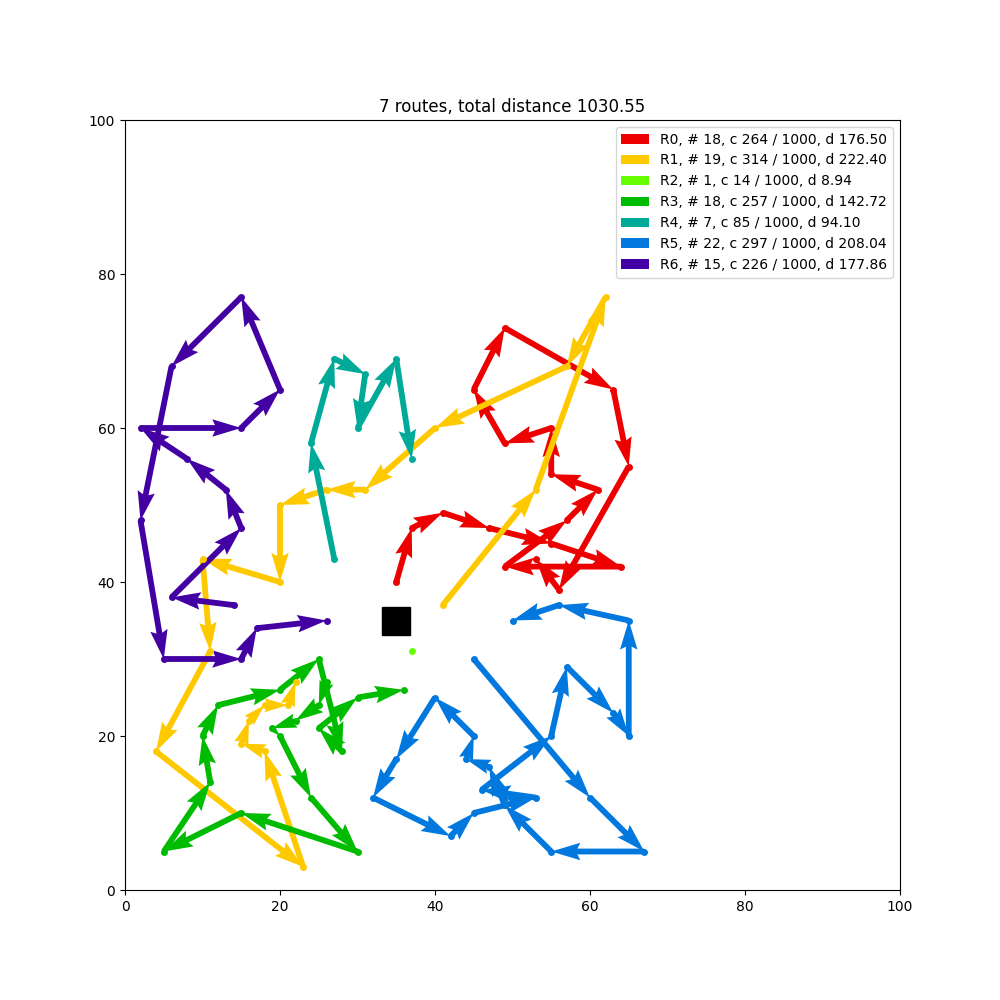 7 routes, total distance 1030.55
R0, # 18, c 264 / 1000, d 176.50
R1, # 19, c 314 / 1000, d 222.40
R2, # 1, c 14 / 1000, d 8.94
R3, # 18, c 257 / 1000, d 142.72
R4, # 7, c 85 / 1000, d 94.10
R5, # 22, c 297 / 1000, d 208.04
R6, # 15, c 226 / 1000, d 177.86
100
80
60
40
20
0
0 20 40 60 80 100